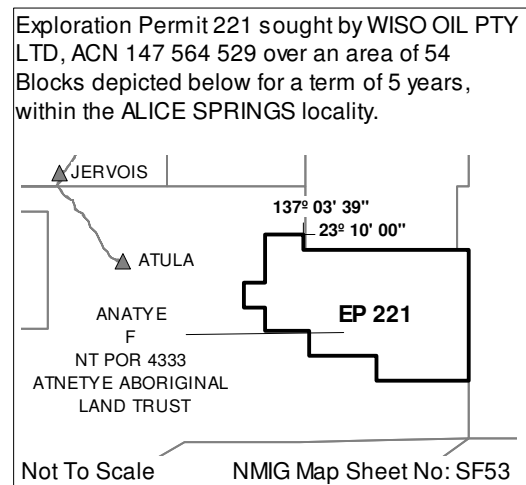 Exploration Permit 221 sought by WISO OIL PTY
LTD, ACN 147 564 529 over an area of 54
Blocks depicted below for a term of 5 years,
within the ALICE SPRINGS locality.
JERVOIS
137º 03' 39"
23º 10' 00"
ATULA
ANATYE
F
NT POR 4333
ATNETYE ABORIGINAL
LAND TRUST
EP 221
Not To Scale
NMIG Map Sheet No: SF53